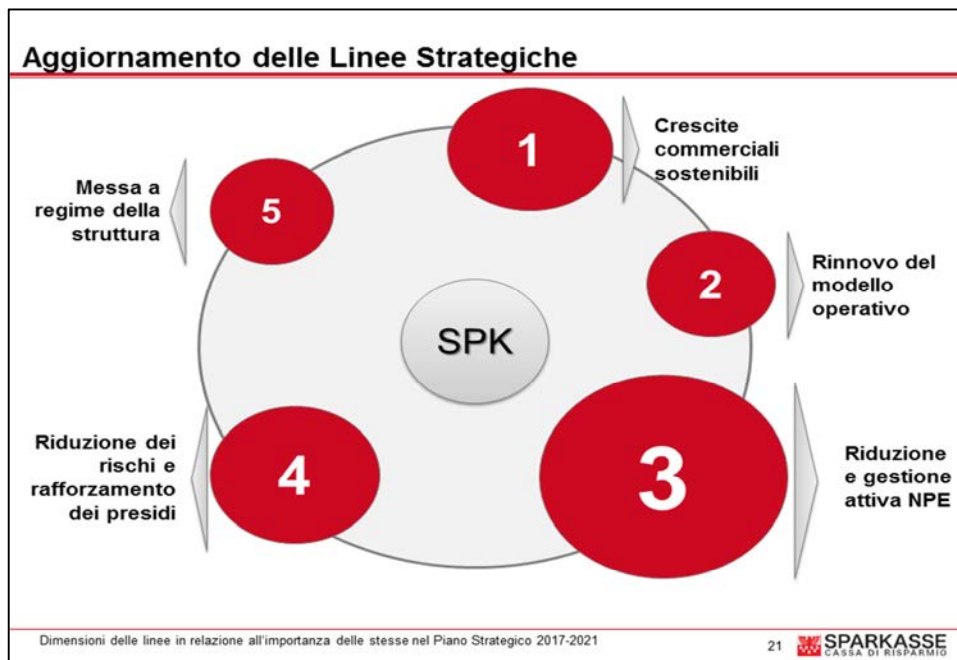 Aggiornamento delle Linee Strategiche
1
Crescite
commerciali
sostenibili
2
Rinnovo del
modello
operativo
3
Riduzione
e gestione
attiva NPE
4
Riduzione dei
rischi e
rafforzamento
dei presidi
5
Messa a
regime della
struttura
SPK
Dimensioni delle linee in relazione all'importanza delle stesse nel Piano Strategico 2017-2021
21
SPARKASSE
CASSA DI RISPARMIO